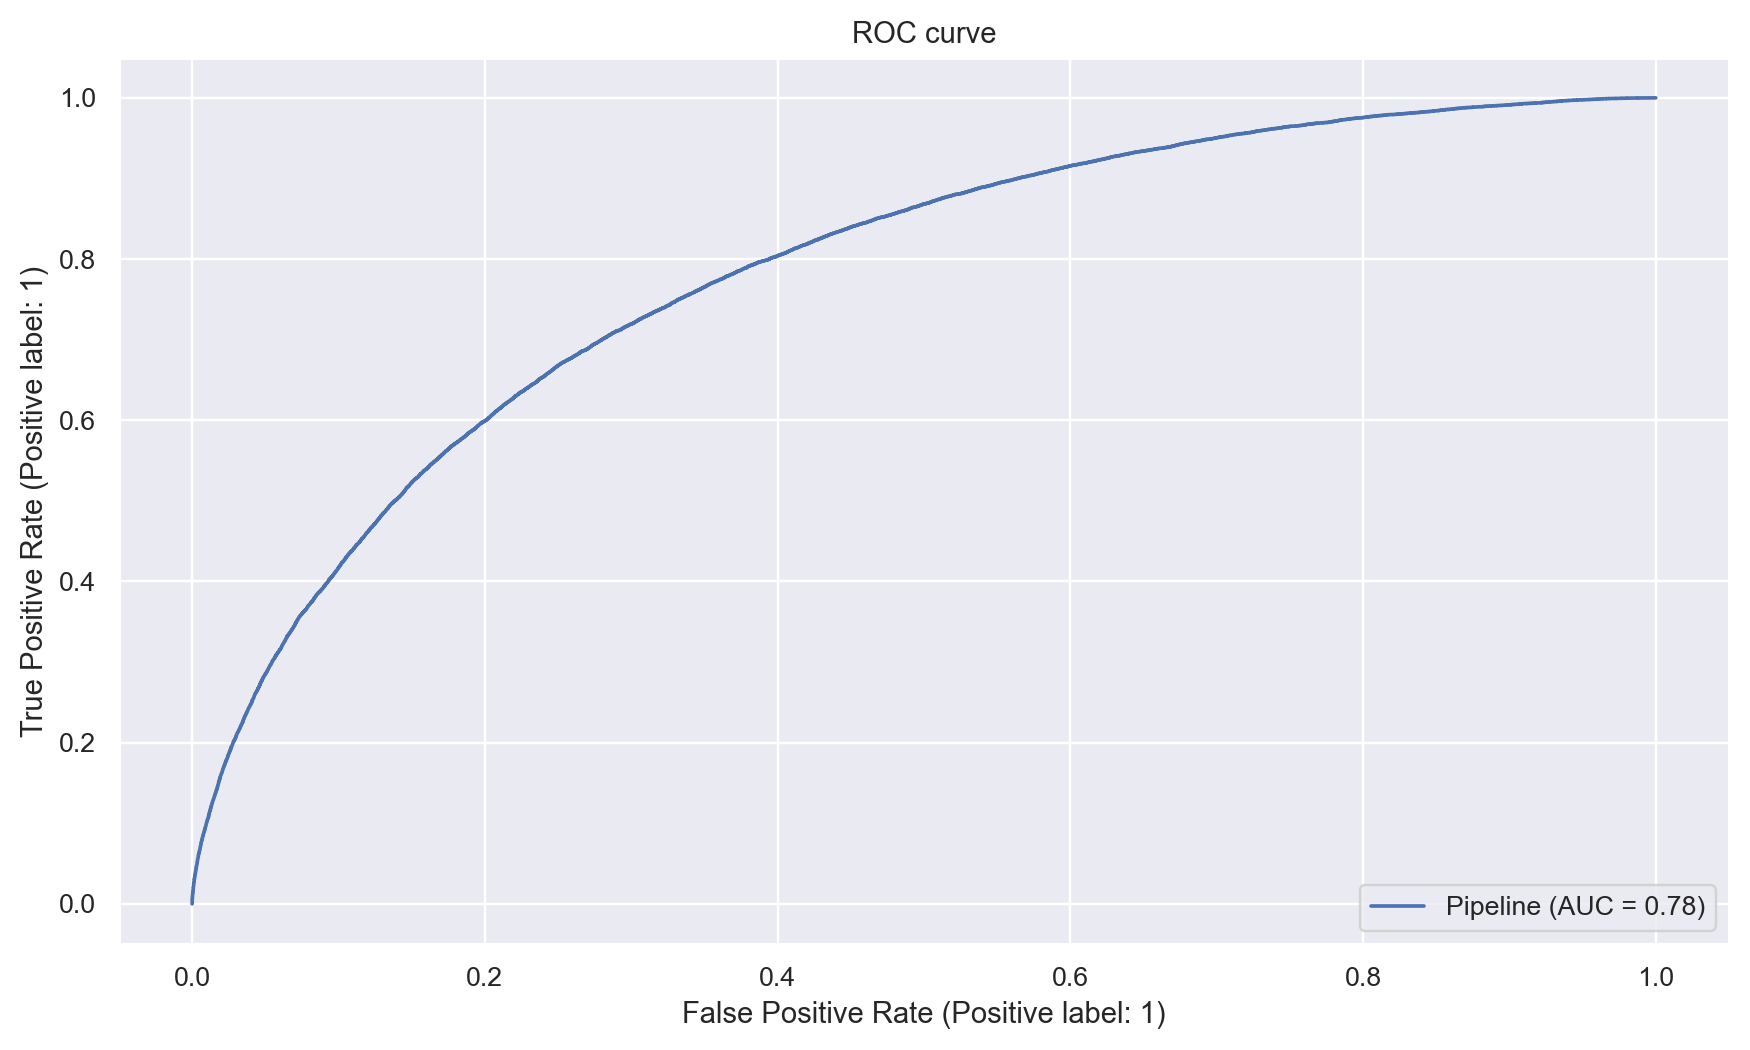 ROC curve
1.0
0.8
0.6
0.4
0.2
0.0
True Positive Rate (Positive label: 1)
Pipeline (AUC = 0.78)
0.0 0.2 0.4 0.6 0.8 1.0
False Positive Rate (Positive label: 1)